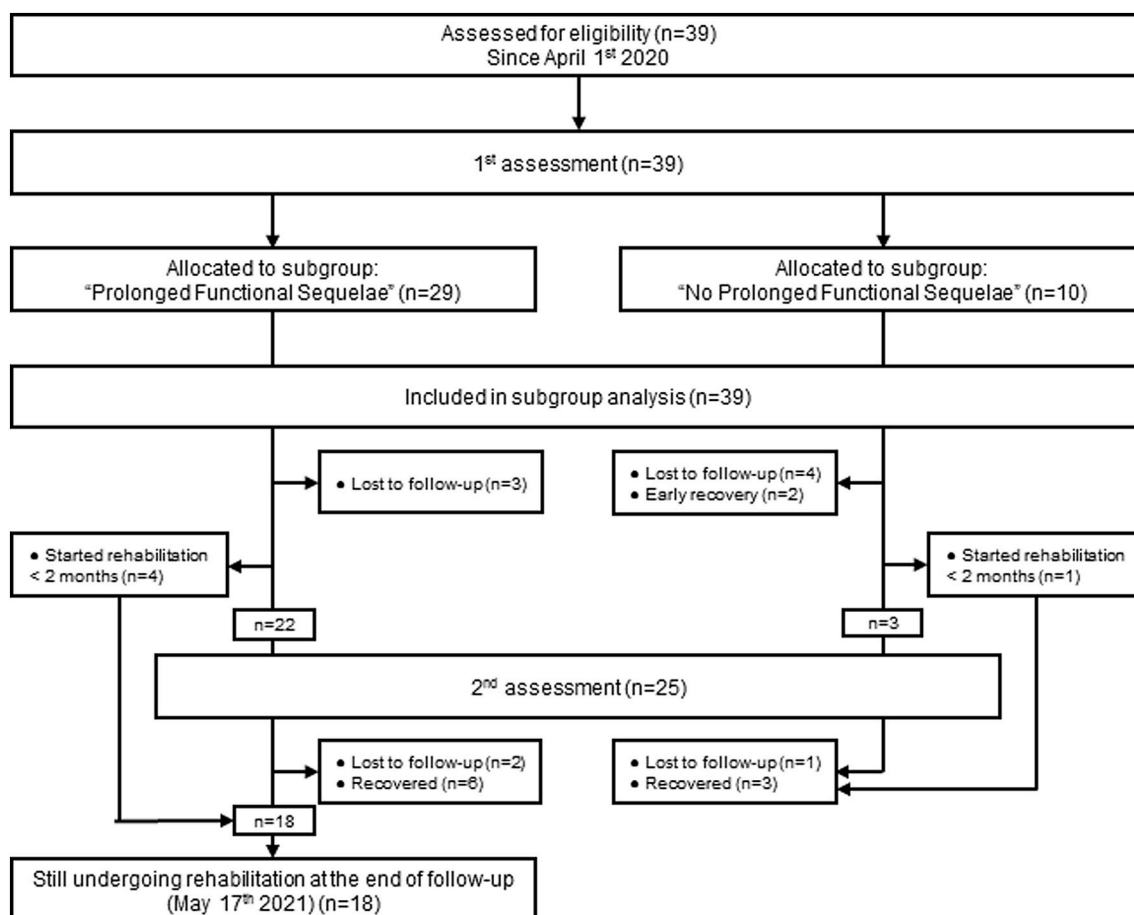 Assessed for eligibility (n=39)
Since April 1st 2020
1st assessment (n=39)
Allocated to subgroup:
“Prolonged Functional Sequelae” (n=29)
Allocated to subgroup:
“No Prolonged Functional Sequelae” (n=10)
Included in subgroup analysis (n=39)
● Lost to follow-up (n=3)
● Lost to follow-up (n=4)
● Early recovery (n=2)
● Started rehabilitation
< 2 months (n=4)
● Started rehabilitation
< 2 months (n=1)
n=22
n=3
2nd assessment (n=25)
● Lost to follow-up (n=2)
● Recovered (n=6)
● Lost to follow-up (n=1)
● Recovered (n=3)
n=18
Still undergoing rehabilitation at the end of follow-up
(May 17th 2021) (n=18)